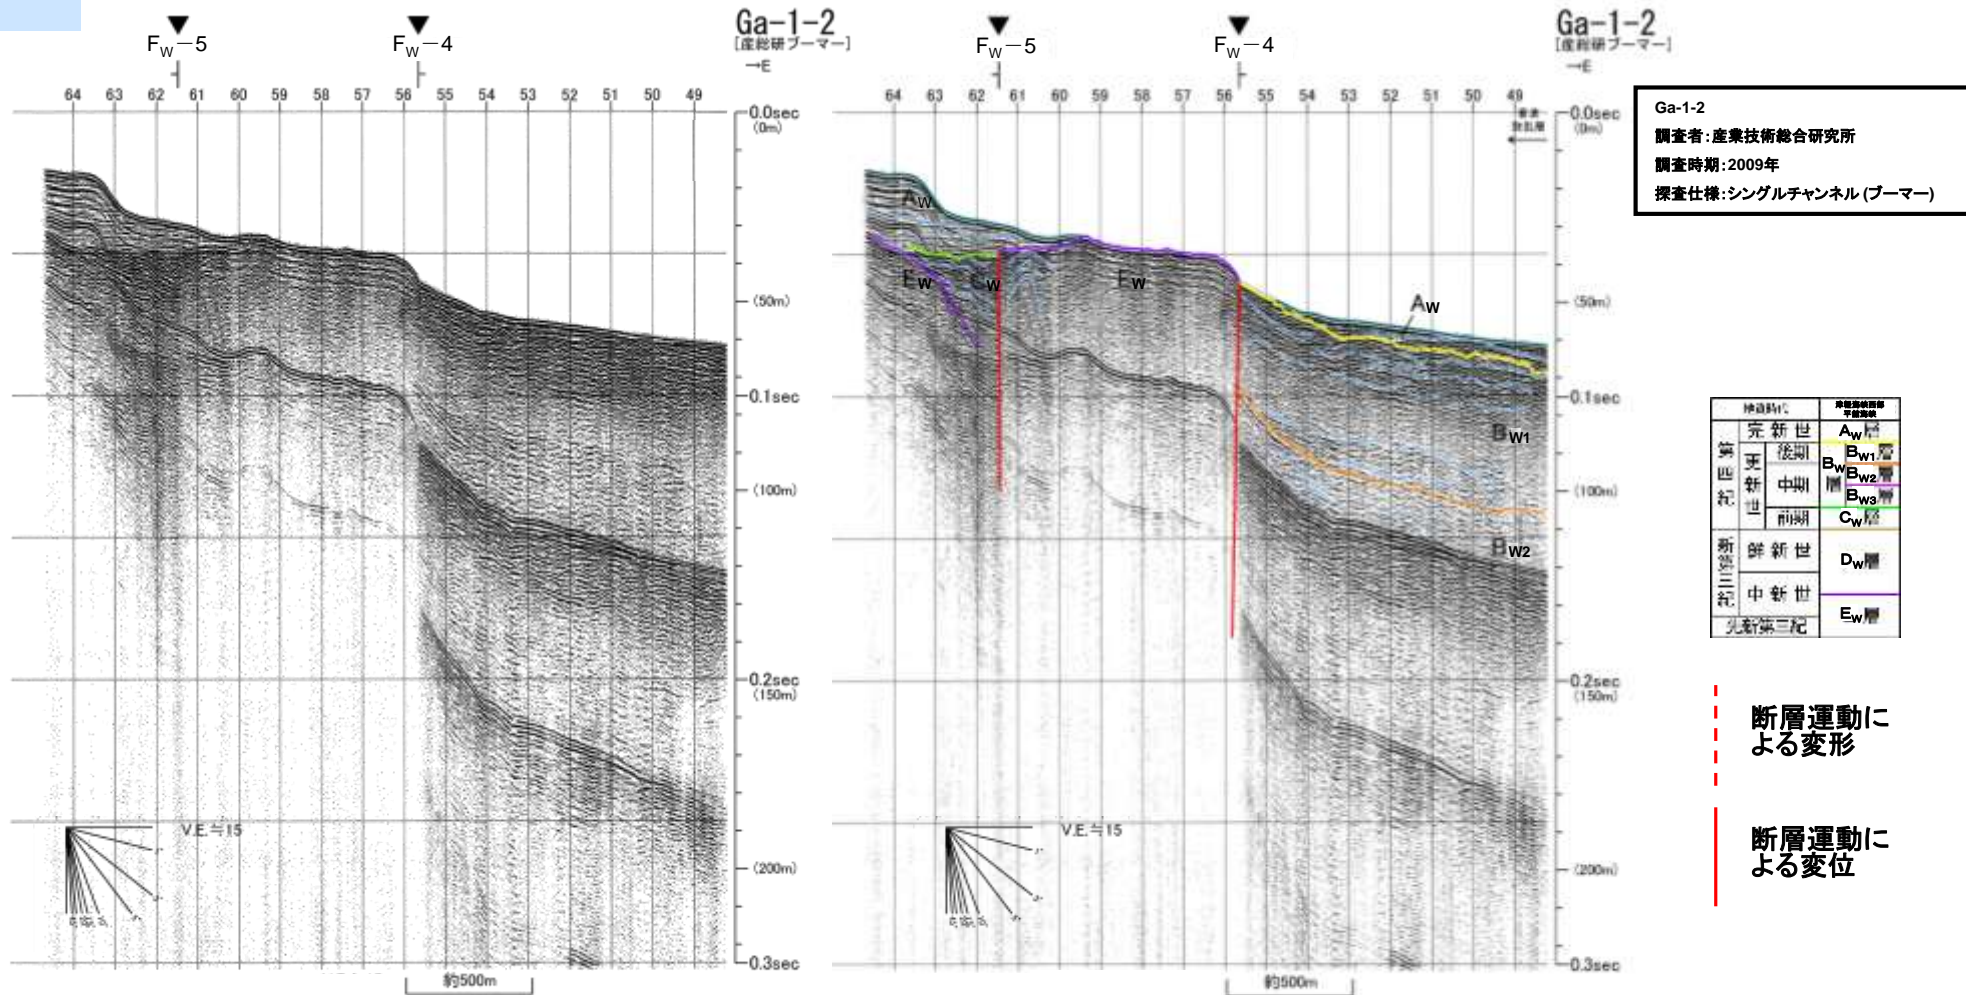 Ga-1-2
[産総研ブーマー]
→E
FW－5
FW－4
64 63 62 61 60 59 58 57 56 55 54 53 52 51 50 49
0.0sec
(0m)
(50m)
0.1sec
(100m)
0.2sec
(150m)
(200m)
0.3sec
V.E.≒15
約500m
Ga-1-2
[産総研ブーマー]
→E
FW－5
FW－4
64 63 62 61 60 59 58 57 56 55 54 53 52 51 50 49
0.0sec
(0m)
(50m)
0.1sec
(100m)
0.2sec
(150m)
(200m)
0.3sec
AW
EW
CW
EW
AW
BW1
BW2
V.E.≒15
約500m
Ga-1-2
調査者：産業技術総合研究所
調査時期：2009年
探査仕様：シングルチャンネル (ブーマー)
地質時代
第四紀
完新世
AW層
更新世
後期
BW層
BW1層
中期
BW2層
BW3層
前期
CW層
新第三紀
鮮新世
DW層
中新世
EW層
先新第三紀
断層運動に
よる変形
断層運動に
よる変位